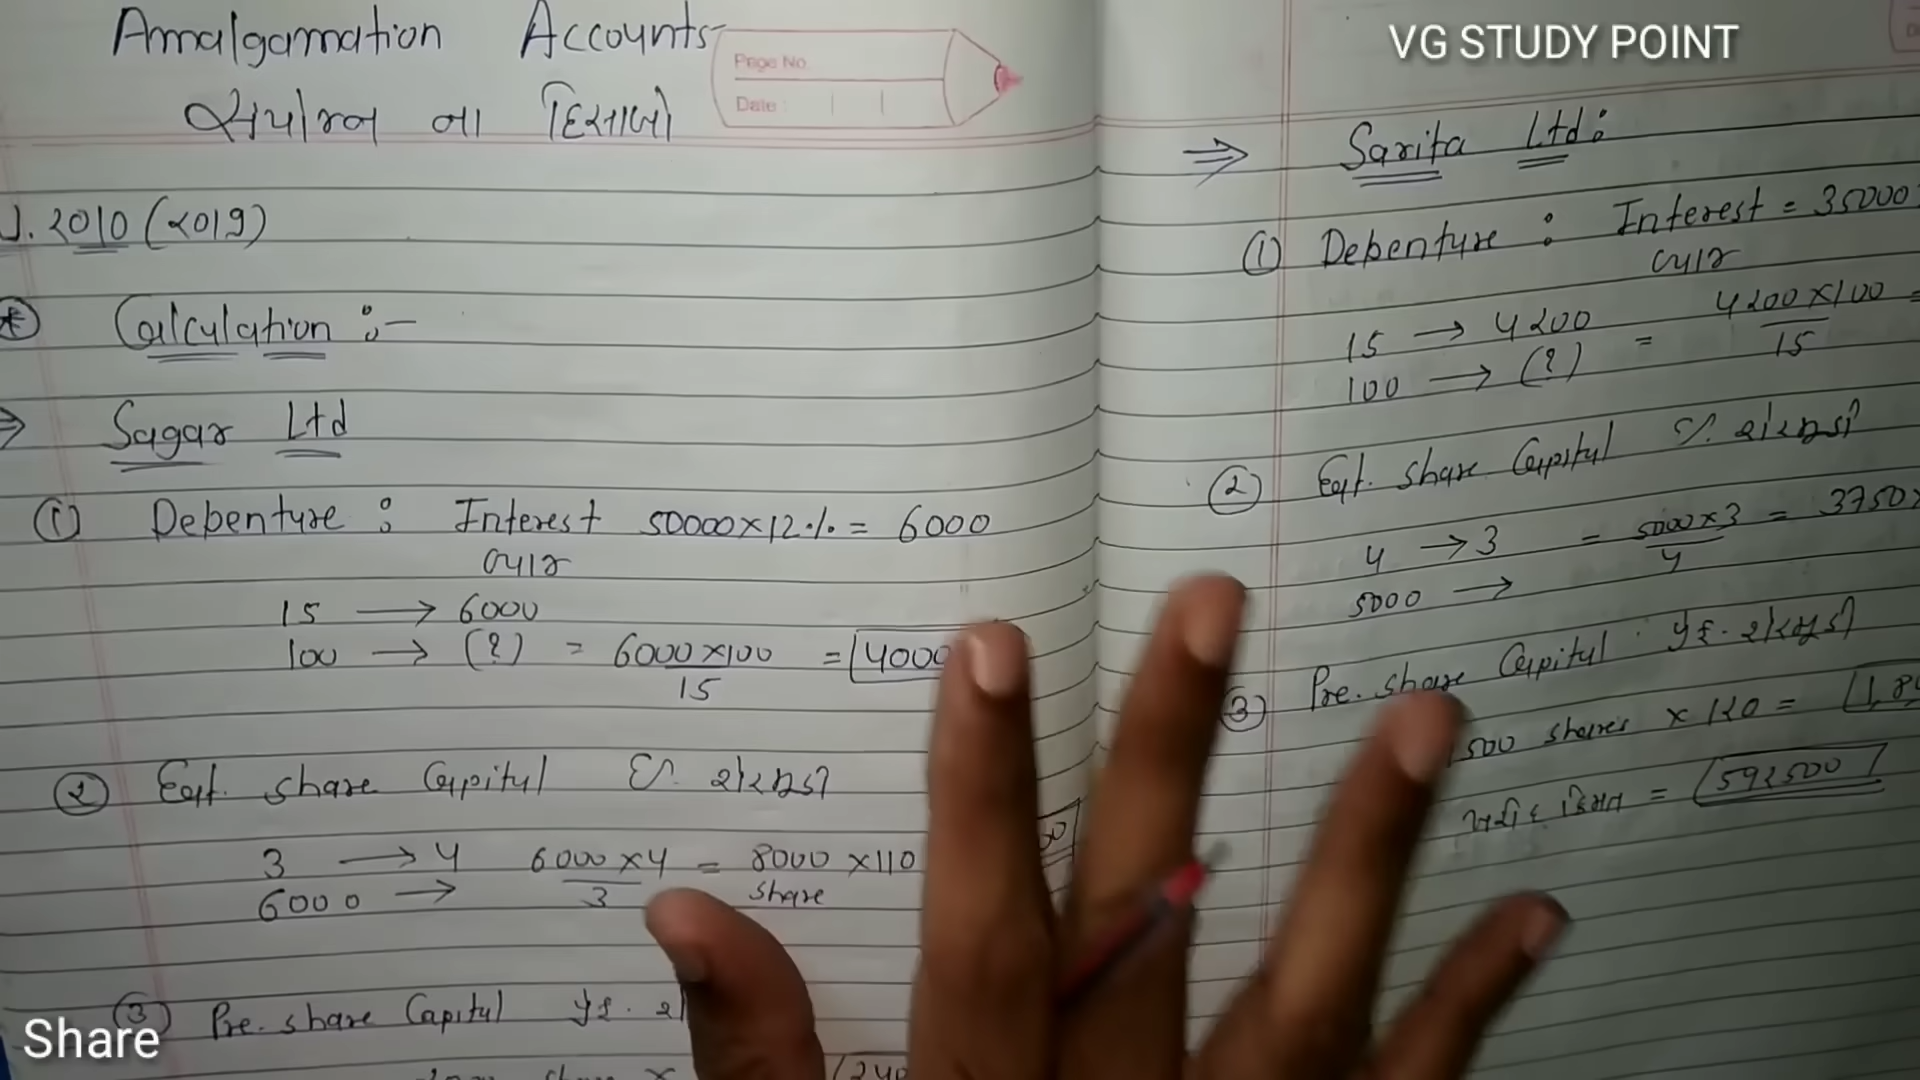 Amalgamation Accounts
સંયોજન ના હિસાબો
Page No.
Date :
J. 2010 (2019)
Calculation :-
⇒ Sagar Ltd
① Debenture : Interest 50000×12% = 6000
વ્યાજ
15 → 6000
100 → (?) = 6000×100 / 15 = 4000
② Eqt. share Capital ઈ. શેરમૂડી
3 → 4 6000×4 / 3 = 8000 ×110
6000 → share
③ Pre. share Capital પ્રે.
share ×
VG STUDY POINT
⇒ Sarita Ltd:
① Debenture : Interest = 35000
વ્યાજ
15 → 4200
100 → (?) = 4200×100 / 15 =
② Eqt. share Capital ઈ. શેરમૂડી
4 → 3 = 5000×3 / 4 = 3750×
5000 →
③ Pre. share Capital પ્રે. શેરમૂડી
1500 shares × 120 =
ખરીદ કિંમત = 592500
Share